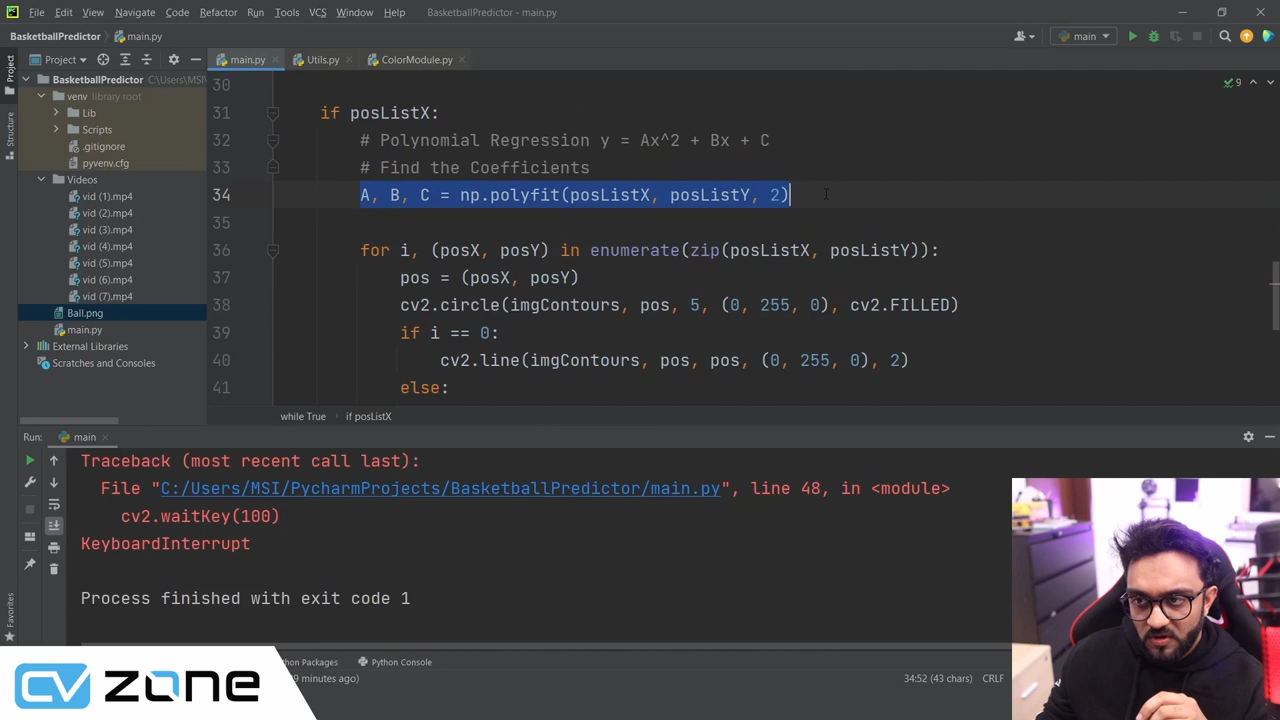 File Edit View Navigate Code Refactor Run Tools VCS Window Help BasketballPredictor - main.py
BasketballPredictor main.py main
Project main.py Utils.py ColorModule.py
Project
Structure
Favorites
BasketballPredictor C:\Users\MSI\
venv library root
Lib
Scripts
.gitignore
pyvenv.cfg
Videos
vid (1).mp4
vid (2).mp4
vid (3).mp4
vid (4).mp4
vid (5).mp4
vid (6).mp4
vid (7).mp4
Ball.png
main.py
External Libraries
Scratches and Consoles
9
30
31 if posListX:
32 # Polynomial Regression y = Ax^2 + Bx + C
33 # Find the Coefficients
34 A, B, C = np.polyfit(posListX, posListY, 2)
35
36 for i, (posX, posY) in enumerate(zip(posListX, posListY)):
37 pos = (posX, posY)
38 cv2.circle(imgContours, pos, 5, (0, 255, 0), cv2.FILLED)
39 if i == 0:
40 cv2.line(imgContours, pos, pos, (0, 255, 0), 2)
41 else:
while True if posListX
Run: main
Traceback (most recent call last):
File "C:/Users/MSI/PycharmProjects/BasketballPredictor/main.py", line 48, in <module>
cv2.waitKey(100)
KeyboardInterrupt
Process finished with exit code 1
Packages Python Console
minutes ago) 34:52 (43 chars) CRLF
CVZONE